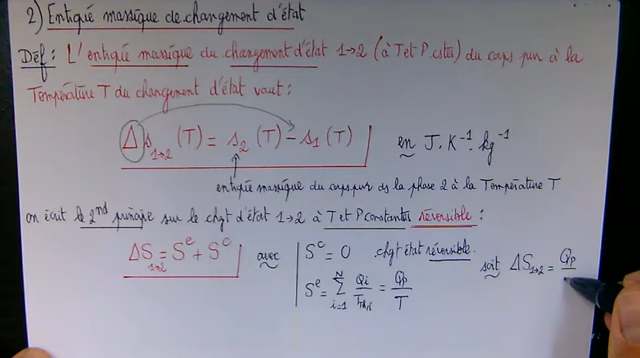 2) Entropie massique de changement d'état
Déf : L'entropie massique du changement d'état 1→2 (à T et P ctes) du corps pur à la
Température T du changement d'état vaut :
Δs1→2 (T) = s2 (T) - s1 (T) en J.K⁻¹.kg⁻¹
entropie massique du corps pur ds la phase 2 à la Température T
on écrit le 2nd principe sur le chgt d'état 1→2 à T et P constantes réversible :
ΔS1→2 = Sᵉ + Sᶜ avec Sᶜ = 0 chgt état réversible. soit ΔS1→2 = Qp/
Sᵉ = Σ(i=1 à N) Qi/Tth,i = Qp/T